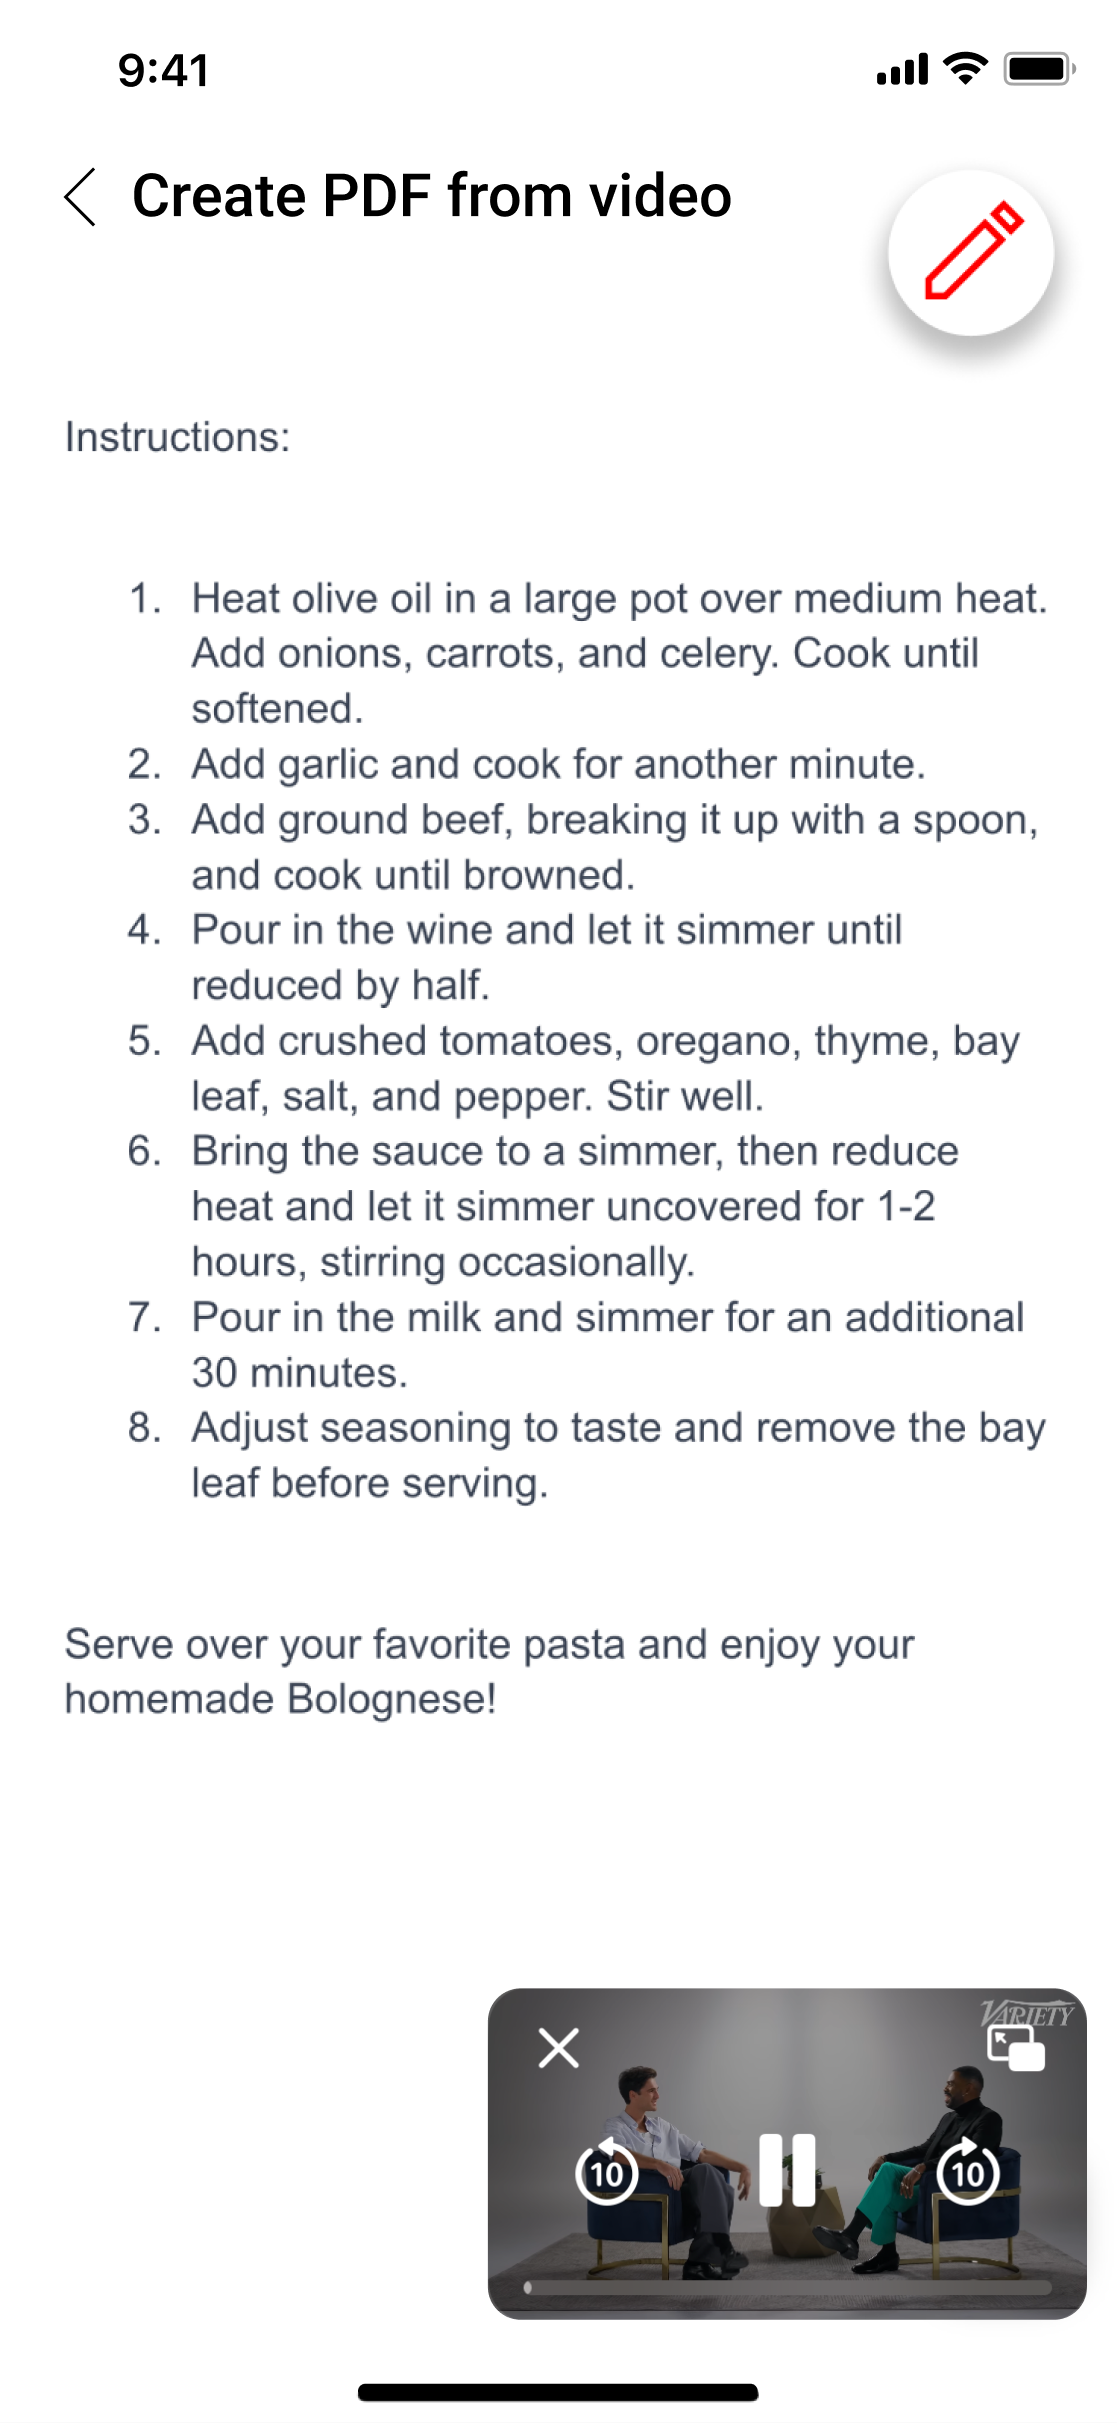 9:41
Create PDF from video
Instructions:
1. Heat olive oil in a large pot over medium heat.
Add onions, carrots, and celery. Cook until
softened.
2. Add garlic and cook for another minute.
3. Add ground beef, breaking it up with a spoon,
and cook until browned.
4. Pour in the wine and let it simmer until
reduced by half.
5. Add crushed tomatoes, oregano, thyme, bay
leaf, salt, and pepper. Stir well.
6. Bring the sauce to a simmer, then reduce
heat and let it simmer uncovered for 1-2
hours, stirring occasionally.
7. Pour in the milk and simmer for an additional
30 minutes.
8. Adjust seasoning to taste and remove the bay
leaf before serving.
Serve over your favorite pasta and enjoy your
homemade Bolognese!
VARIETY
10 10